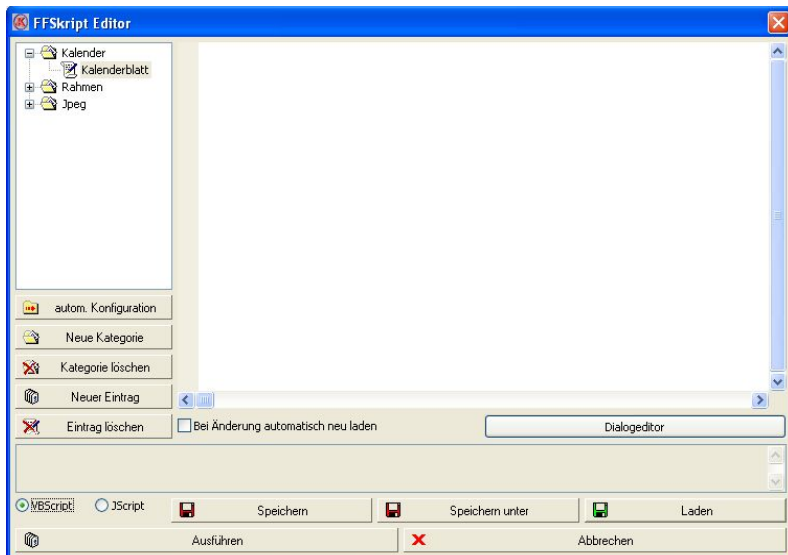 FFSkript Editor
Kalender
Kalenderblatt
Rahmen
Jpeg
autom. Konfiguration
Neue Kategorie
Kategorie löschen
Neuer Eintrag
Eintrag löschen
Bei Änderung automatisch neu laden
Dialogeditor
VBScript JScript
Speichern
Speichern unter
Laden
Ausführen
Abbrechen